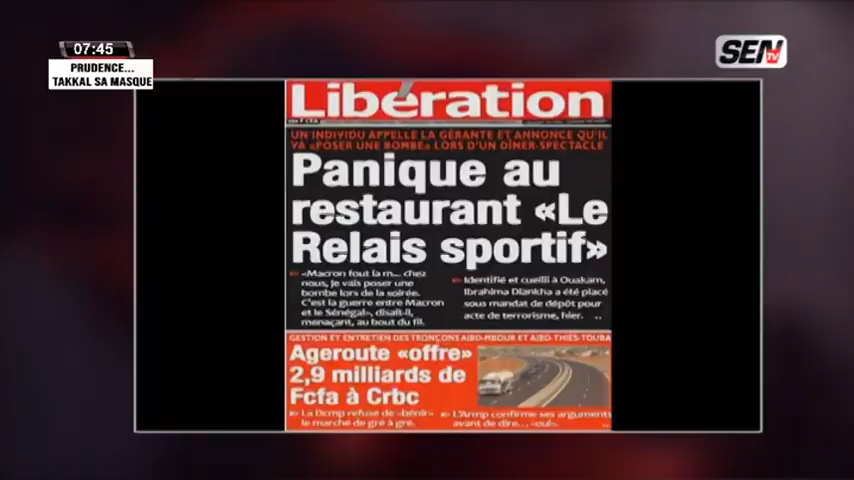 07:45
PRUDENCE...
TAKKAL SA MASQUE
SEN TV
Libération
UN INDIVIDU APPELLE LA GÉRANTE ET ANNONCE QU'IL
VA «POSER UNE BOMBE» LORS D'UN DÎNER-SPECTACLE
Panique au
restaurant «Le
Relais sportif»
«Macron fout la m... chez
nous, je vais poser une
bombe lors de la soirée.
C'est la guerre entre Macron
et le Sénégal», disait-il,
menaçant, au bout du fil.
Identifié et cueilli à Ouakam,
Ibrahima Diankha a été placé
sous mandat de dépôt pour
acte de terrorisme, hier.
GESTION ET ENTRETIEN DES TRONÇONS AIBD-MBOUR ET AIBD-THIES-TOUBA
Ageroute «offre»
2,9 milliards de
Fcfa à Crbc
La Dcmp refuse de «bénir»
le marché de gré à gré.
L'Armp confirme ses arguments
avant de dire... «oui».